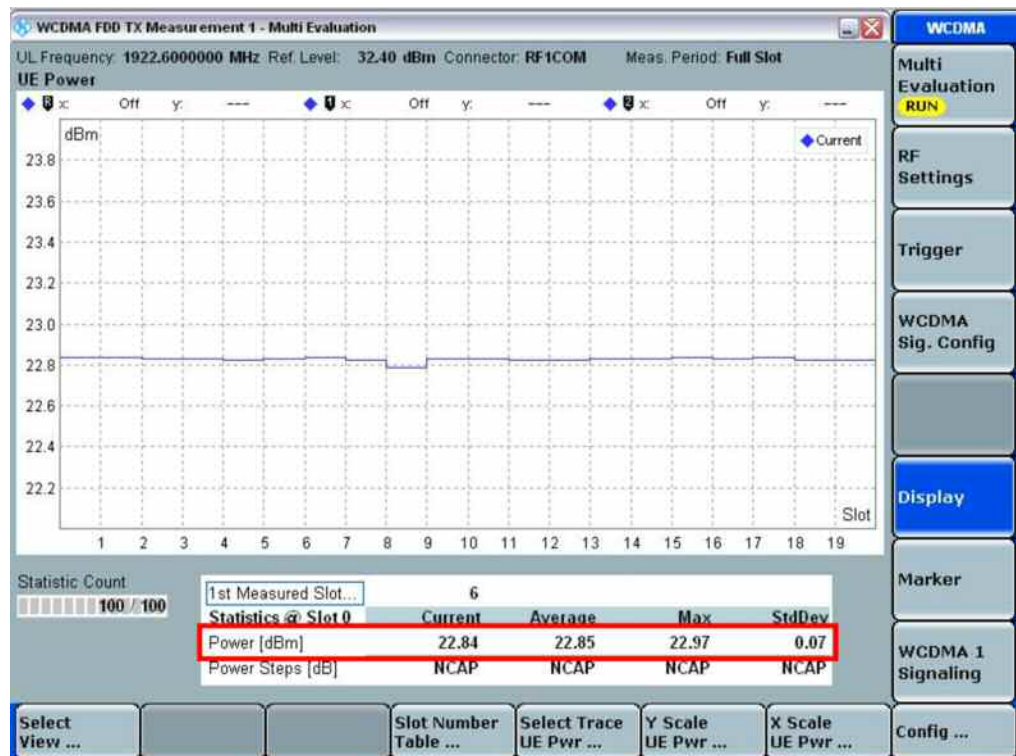 WCDMA FDD TX Measurement 1 - Multi Evaluation
WCDMA
UL Frequency: 1922.6000000 MHz Ref. Level: 32.40 dBm Connector: RF1COM Meas. Period: Full Slot
UE Power
x: Off y: --- x: Off y: --- x: Off y: ---
dBm
Current
23.8
23.6
23.4
23.2
23.0
22.8
22.6
22.4
22.2
Slot
1 2 3 4 5 6 7 8 9 10 11 12 13 14 15 16 17 18 19
Statistic Count
100 / 100
1st Measured Slot... 6
Statistics @ Slot 0 Current Average Max StdDev
Power [dBm] 22.84 22.85 22.97 0.07
Power Steps [dB] NCAP NCAP NCAP NCAP
Multi
Evaluation
RUN
RF
Settings
Trigger
WCDMA
Sig. Config
Display
Marker
WCDMA 1
Signaling
Select
View ...
Slot Number
Table ...
Select Trace
UE Pwr ...
Y Scale
UE Pwr ...
X Scale
UE Pwr ...
Config ...